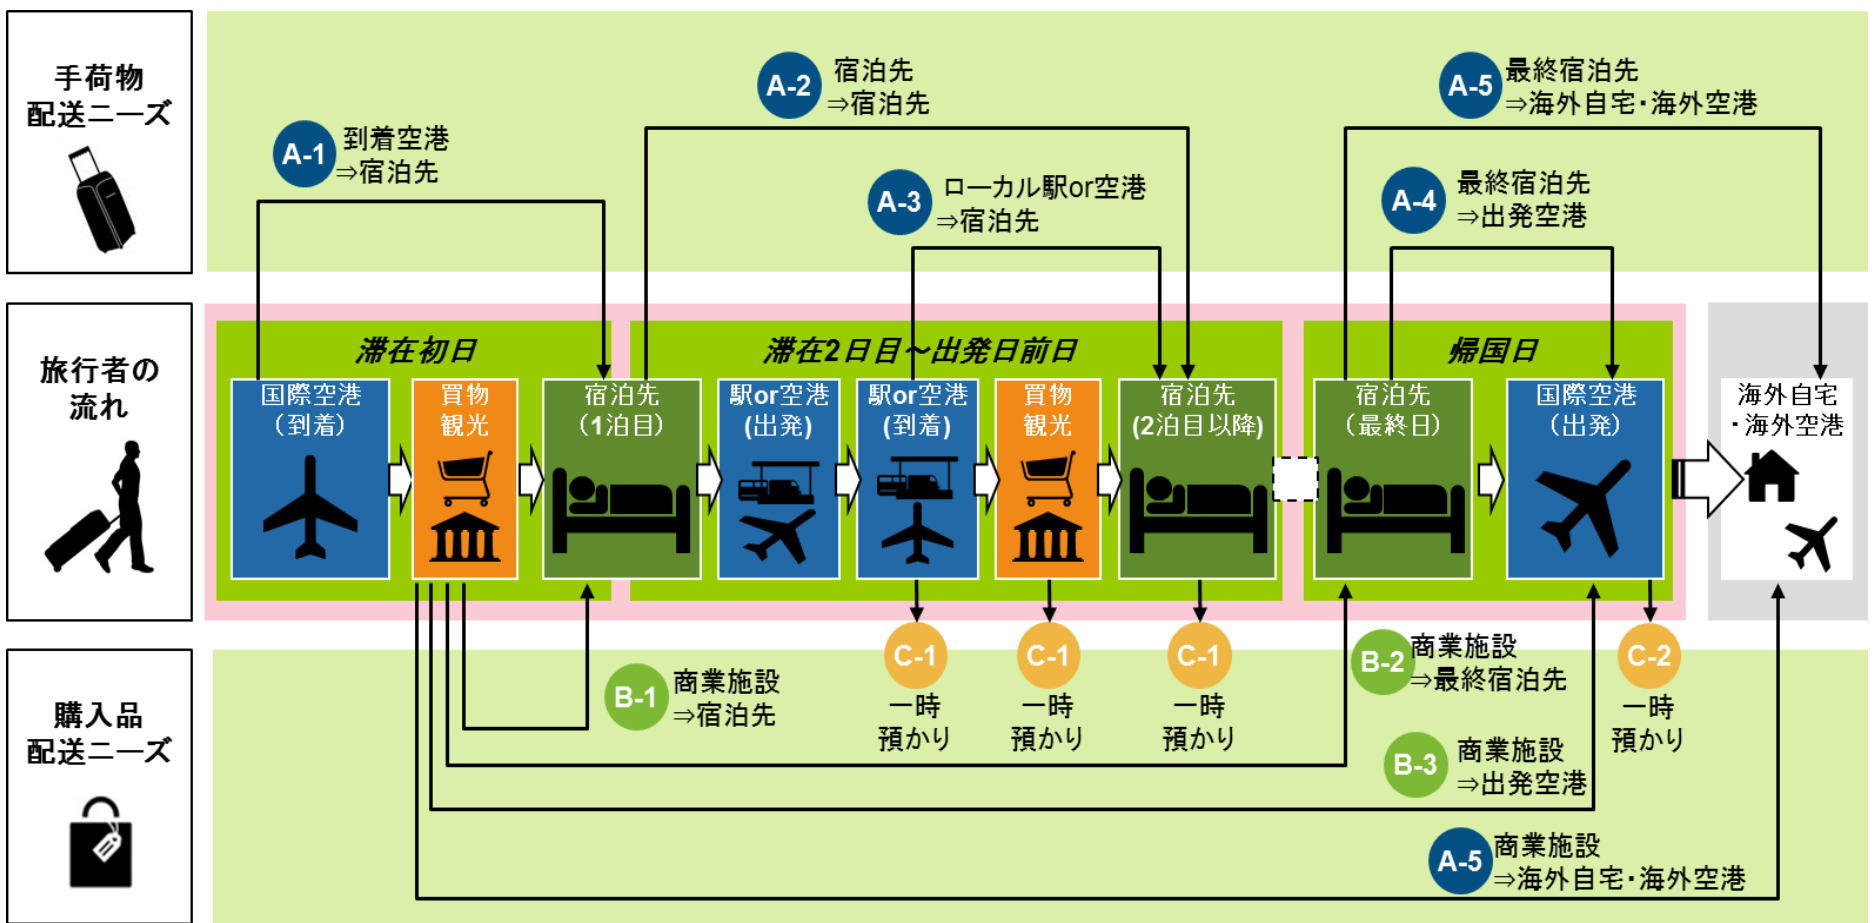 手荷物
配送ニーズ
A-1
到着空港
⇒宿泊先
A-2
宿泊先
⇒宿泊先
A-3
ローカル駅or空港
⇒宿泊先
A-5
最終宿泊先
⇒海外自宅・海外空港
A-4
最終宿泊先
⇒出発空港
旅行者の
流れ
滞在初日
国際空港
（到着）
買物
観光
宿泊先
（1泊目）
滞在2日目～出発日前日
駅or空港
(出発)
駅or空港
(到着)
買物
観光
宿泊先
(2泊目以降)
帰国日
宿泊先
（最終日）
国際空港
（出発）
海外自宅
・海外空港
購入品
配送ニーズ
B-1
商業施設
⇒宿泊先
C-1
一時
預かり
C-1
一時
預かり
C-1
一時
預かり
B-2
商業施設
⇒最終宿泊先
C-2
一時
預かり
B-3
商業施設
⇒出発空港
A-5
商業施設
⇒海外自宅・海外空港